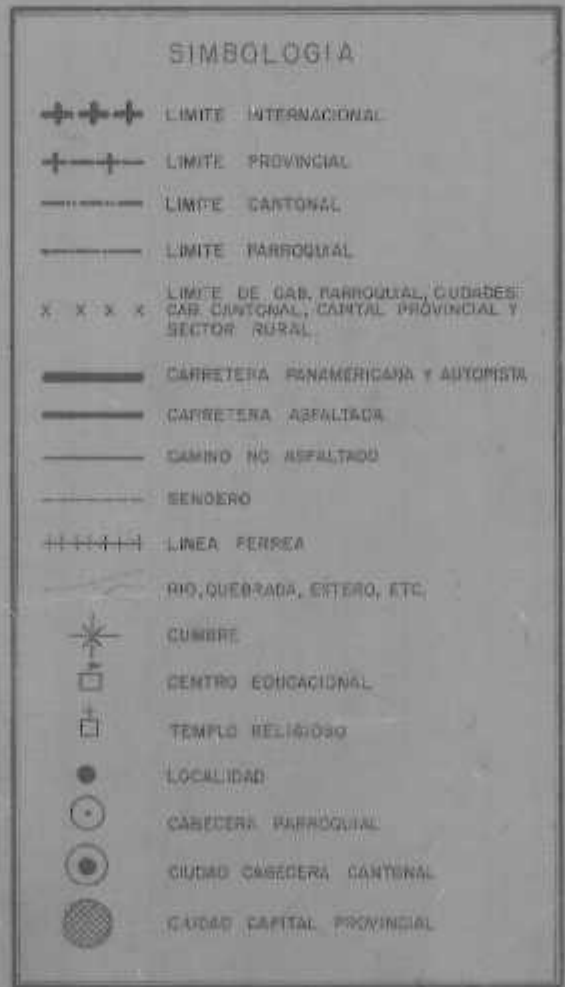 SIMBOLOGIA
LIMITE INTERNACIONAL
LIMITE PROVINCIAL
LIMITE CANTONAL
LIMITE PARROQUIAL
LIMITE DE CAB. PARROQUIAL, CIUDADES
CAB. CANTONAL, CAPITAL PROVINCIAL Y
SECTOR RURAL
CARRETERA PANAMERICANA Y AUTOPISTA
CARRETERA ASFALTADA
CAMINO NO ASFALTADO
SENDERO
LINEA FERREA
RIO, QUEBRADA, ESTERO, ETC.
CUMBRE
CENTRO EDUCACIONAL
TEMPLO RELIGIOSO
LOCALIDAD
CABECERA PARROQUIAL
CIUDAD CABECERA CANTONAL
CIUDAD CAPITAL PROVINCIAL